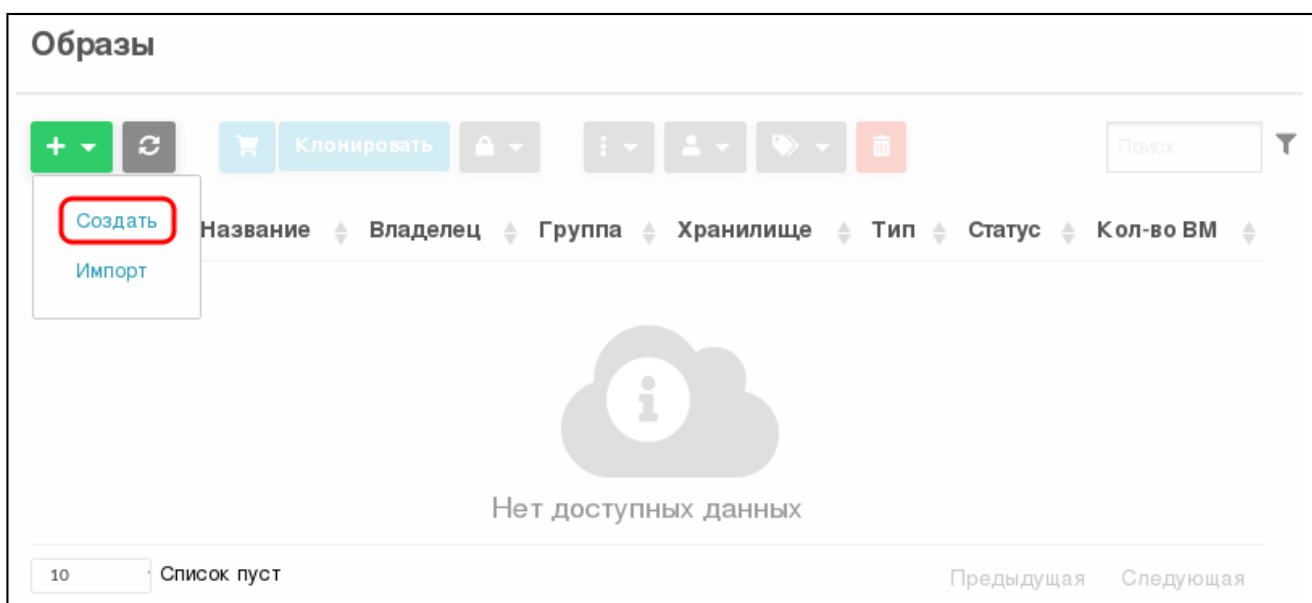 Образы
Клонировать
Поиск
Создать
Импорт
Название Владелец Группа Хранилище Тип Статус Кол-во ВМ
Нет доступных данных
10 Список пуст
Предыдущая Следующая